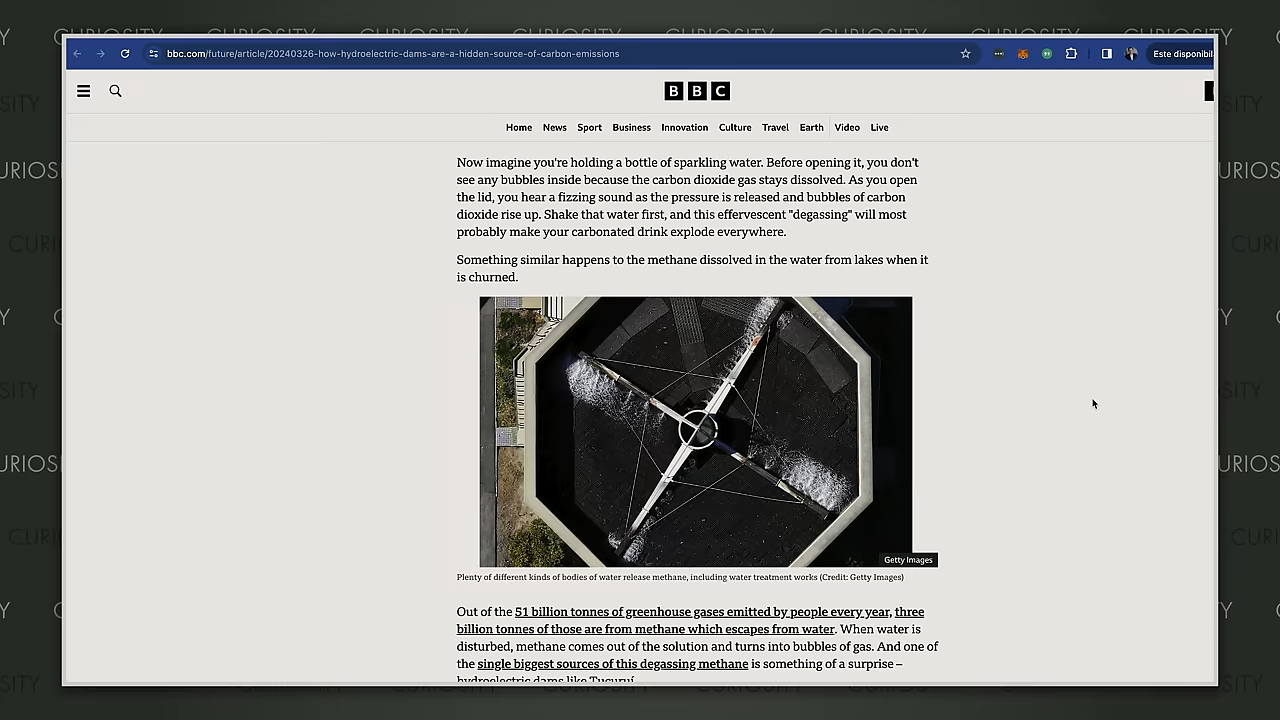 CURIOSITY
bbc.com/future/article/20240326-how-hydroelectric-dams-are-a-hidden-source-of-carbon-emissions
Este disponibil
BBC
Home News Sport Business Innovation Culture Travel Earth Video Live
Now imagine you're holding a bottle of sparkling water. Before opening it, you don't
see any bubbles inside because the carbon dioxide gas stays dissolved. As you open
the lid, you hear a fizzing sound as the pressure is released and bubbles of carbon
dioxide rise up. Shake that water first, and this effervescent "degassing" will most
probably make your carbonated drink explode everywhere.
Something similar happens to the methane dissolved in the water from lakes when it
is churned.
Getty Images
Plenty of different kinds of bodies of water release methane, including water treatment works (Credit: Getty Images)
Out of the 51 billion tonnes of greenhouse gases emitted by people every year, three
billion tonnes of those are from methane which escapes from water. When water is
disturbed, methane comes out of the solution and turns into bubbles of gas. And one of
the single biggest sources of this degassing methane is something of a surprise –
hydroelectric dams like Tucuruí